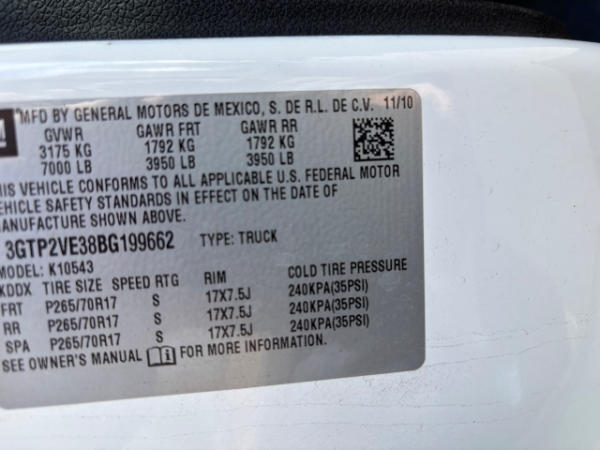 MFD BY GENERAL MOTORS DE MEXICO, S. DE R.L. DE C.V. 11/10
GVWR GAWR FRT GAWR RR
3175 KG 1792 KG 1792 KG
7000 LB 3950 LB 3950 LB
HIS VEHICLE CONFORMS TO ALL APPLICABLE U.S. FEDERAL MOTOR
EHICLE SAFETY STANDARDS IN EFFECT ON THE DATE OF
ANUFACTURE SHOWN ABOVE.
3GTP2VE38BG199662 TYPE: TRUCK
MODEL: K10543
KDDX TIRE SIZE SPEED RTG RIM COLD TIRE PRESSURE
FRT P265/70R17 S 17X7.5J 240KPA(35PSI)
RR P265/70R17 S 17X7.5J 240KPA(35PSI)
SPA P265/70R17 S 17X7.5J 240KPA(35PSI)
SEE OWNER'S MANUAL FOR MORE INFORMATION.